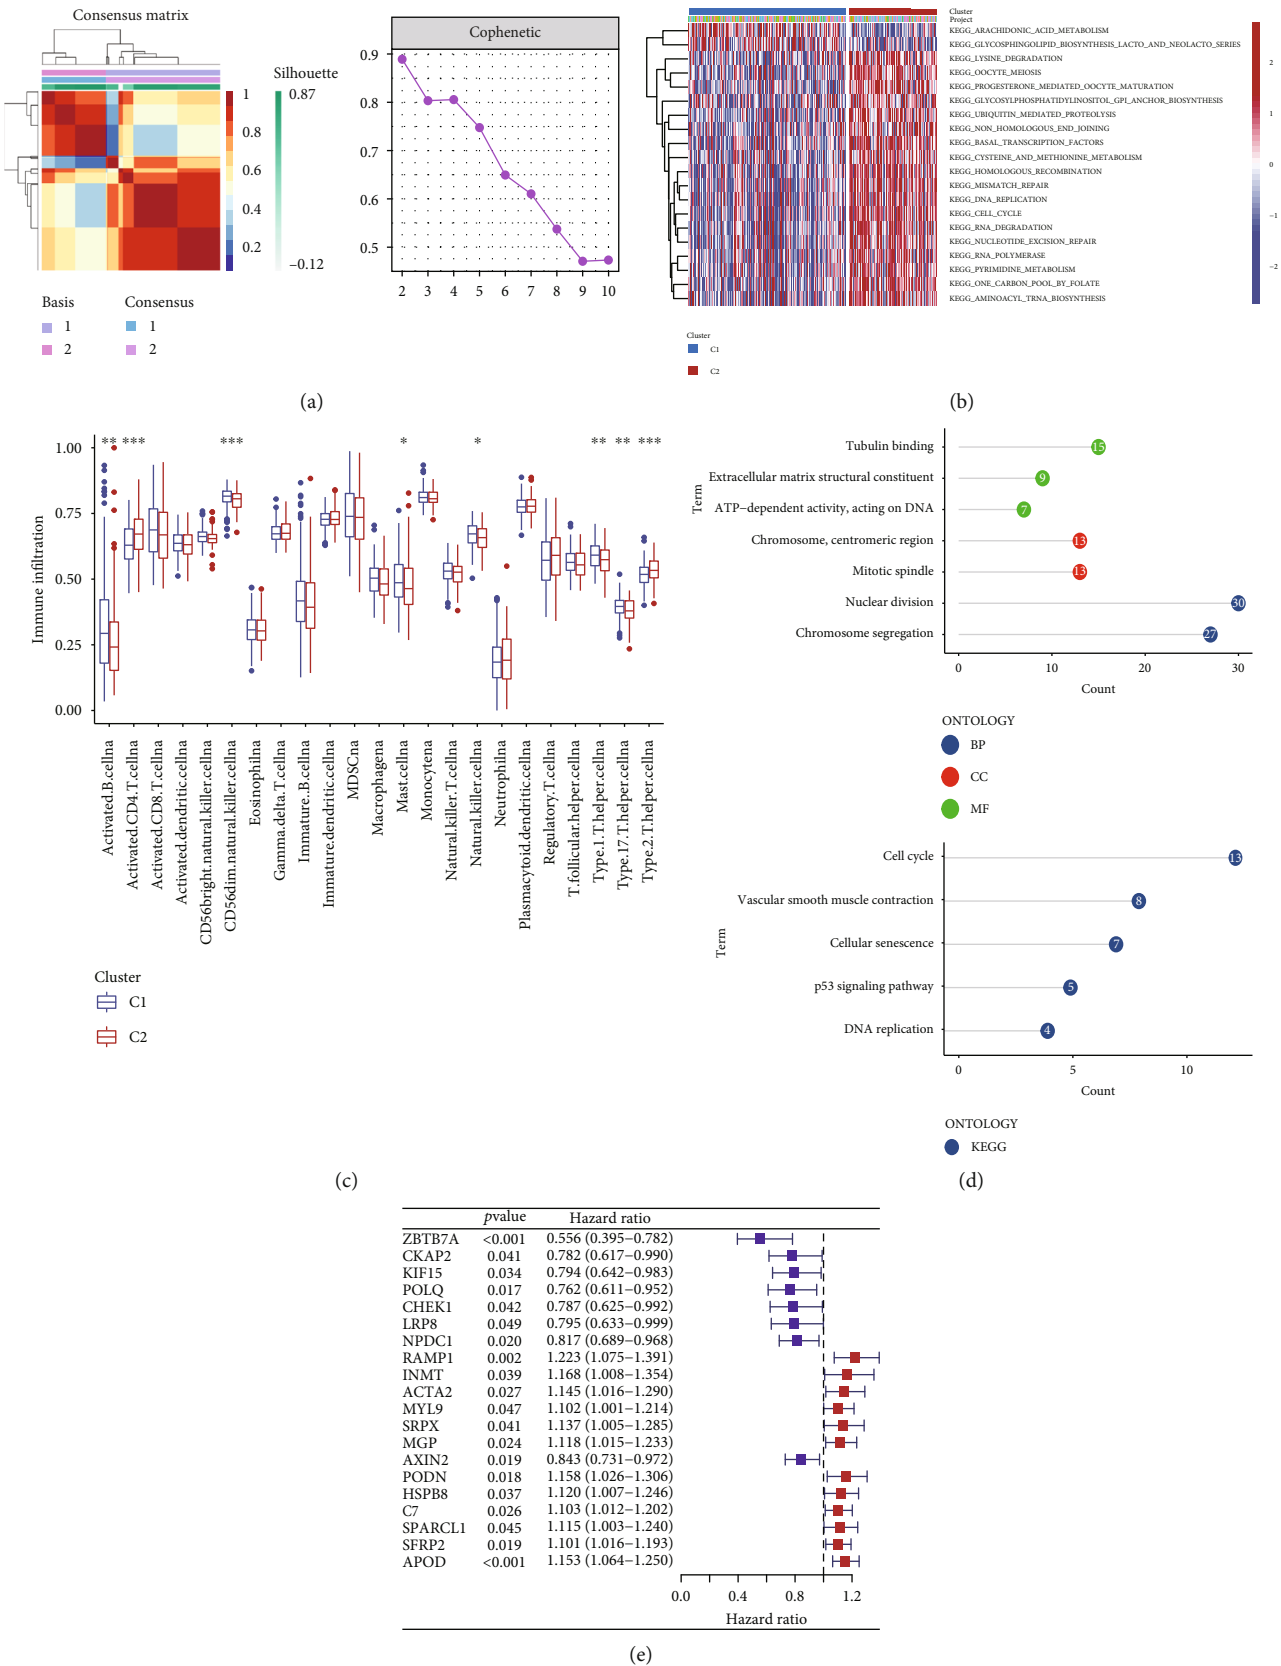 Consensus matrix
Silhouette
0.87
−0.12
1
0.8
0.6
0.4
0.2
Basis
1
2
Consensus
1
2
Cophenetic
0.9
0.8
0.7
0.6
0.5
2 3 4 5 6 7 8 9 10
(a)
Cluster
Project
KEGG_ARACHIDONIC_ACID_METABOLISM
KEGG_GLYCOSPHINGOLIPID_BIOSYNTHESIS_LACTO_AND_NEOLACTO_SERIES
KEGG_LYSINE_DEGRADATION
KEGG_OOCYTE_MEIOSIS
KEGG_PROGESTERONE_MEDIATED_OOCYTE_MATURATION
KEGG_GLYCOSYLPHOSPHATIDYLINOSITOL_GPI_ANCHOR_BIOSYNTHESIS
KEGG_UBIQUITIN_MEDIATED_PROTEOLYSIS
KEGG_NON_HOMOLOGOUS_END_JOINING
KEGG_BASAL_TRANSCRIPTION_FACTORS
KEGG_CYSTEINE_AND_METHIONINE_METABOLISM
KEGG_HOMOLOGOUS_RECOMBINATION
KEGG_MISMATCH_REPAIR
KEGG_DNA_REPLICATION
KEGG_CELL_CYCLE
KEGG_RNA_DEGRADATION
KEGG_NUCLEOTIDE_EXCISION_REPAIR
KEGG_RNA_POLYMERASE
KEGG_PYRIMIDINE_METABOLISM
KEGG_ONE_CARBON_POOL_BY_FOLATE
KEGG_AMINOACYL_TRNA_BIOSYNTHESIS
2
1
0
−1
−2
Cluster
C1
C2
(b)
** *** *** * * ** ** ***
Immune infiltration
1.00
0.75
0.50
0.25
0.00
Activated.B.cellna
Activated.CD4.T.cellna
Activated.CD8.T.cellna
Activated.dendritic.cellna
CD56bright.natural.killer.cellna
CD56dim.natural.killer.cellna
Eosinophilna
Gamma.delta.T.cellna
Immature..B.cellna
Immature.dendritic.cellna
MDSCna
Macrophagena
Mast.cellna
Monocytena
Natural.killer.T.cellna
Natural.killer.cellna
Neutrophilna
Plasmacytoid.dendritic.cellna
Regulatory.T.cellna
T.follicular.helper.cellna
Type.1.T.helper.cellna
Type.17.T.helper.cellna
Type.2.T.helper.cellna
Cluster
C1
C2
(c)
Term
Tubulin binding 15
Extracellular matrix structural constituent 9
ATP−dependent activity, acting on DNA 7
Chromosome, centromeric region 13
Mitotic spindle 13
Nuclear division 30
Chromosome segregation 27
0 10 20 30
Count
ONTOLOGY
BP
CC
MF
Term
Cell cycle 13
Vascular smooth muscle contraction 8
Cellular senescence 7
p53 signaling pathway 5
DNA replication 4
0 5 10
Count
ONTOLOGY
KEGG
(d)
pvalue Hazard ratio
ZBTB7A <0.001 0.556 (0.395−0.782)
CKAP2 0.041 0.782 (0.617−0.990)
KIF15 0.034 0.794 (0.642−0.983)
POLQ 0.017 0.762 (0.611−0.952)
CHEK1 0.042 0.787 (0.625−0.992)
LRP8 0.049 0.795 (0.633−0.999)
NPDC1 0.020 0.817 (0.689−0.968)
RAMP1 0.002 1.223 (1.075−1.391)
INMT 0.039 1.168 (1.008−1.354)
ACTA2 0.027 1.145 (1.016−1.290)
MYL9 0.047 1.102 (1.001−1.214)
SRPX 0.041 1.137 (1.005−1.285)
MGP 0.024 1.118 (1.015−1.233)
AXIN2 0.019 0.843 (0.731−0.972)
PODN 0.018 1.158 (1.026−1.306)
HSPB8 0.037 1.120 (1.007−1.246)
C7 0.026 1.103 (1.012−1.202)
SPARCL1 0.045 1.115 (1.003−1.240)
SFRP2 0.019 1.101 (1.016−1.193)
APOD <0.001 1.153 (1.064−1.250)
0.0 0.4 0.8 1.2
Hazard ratio
(e)